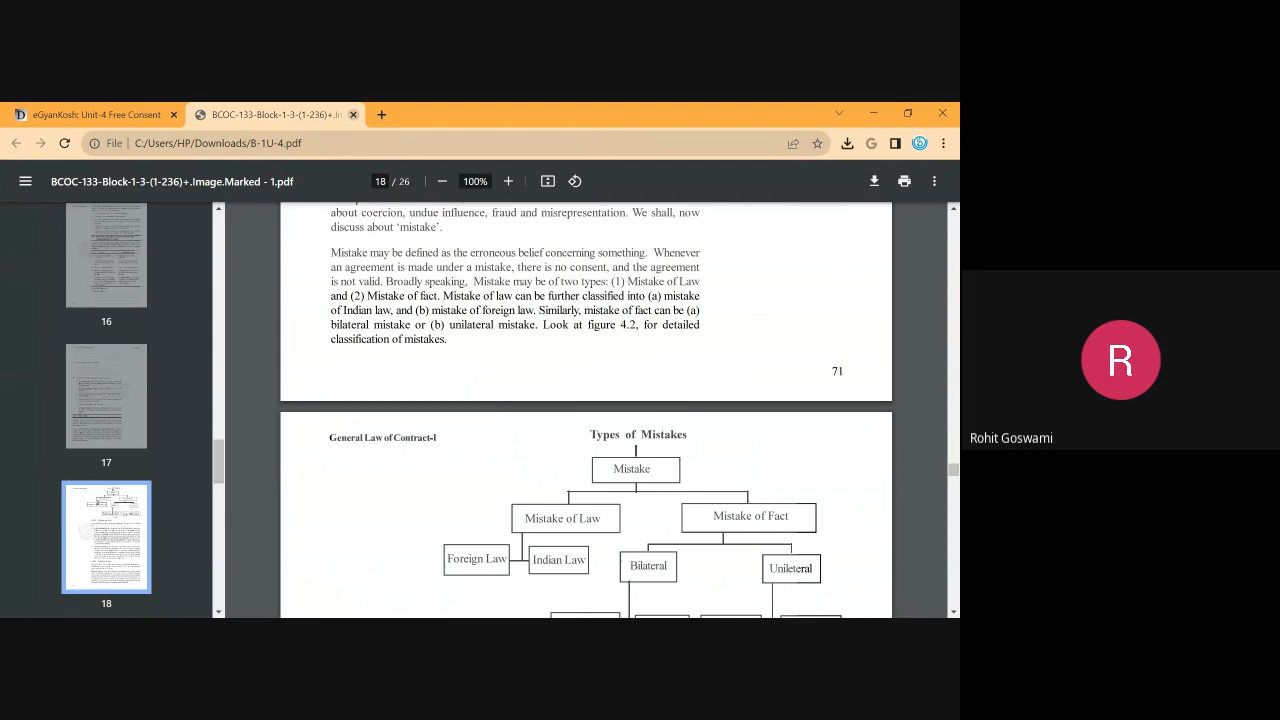 eGyanKosh: Unit-4 Free Consent
BCOC-133-Block-1-3-(1-236)+.In
File | C:/Users/HP/Downloads/B-1U-4.pdf
BCOC-133-Block-1-3-(1-236)+.Image.Marked - 1.pdf
18 / 26
100%
about coercion, undue influence, fraud and misrepresentation. We shall, now
discuss about ‘mistake’.
Mistake may be defined as the erroneous belief concerning something. Whenever
an agreement is made under a mistake, there is no consent, and the agreement
is not valid. Broadly speaking, Mistake may be of two types: (1) Mistake of Law
and (2) Mistake of fact. Mistake of law can be further classified into (a) mistake
of Indian law, and (b) mistake of foreign law. Similarly, mistake of fact can be (a)
bilateral mistake or (b) unilateral mistake. Look at figure 4.2, for detailed
classification of mistakes.
71
General Law of Contract-I
Types of Mistakes
Mistake
Mistake of Law
Mistake of Fact
Foreign Law
Indian Law
Bilateral
Unileteral
16
17
18
R
Rohit Goswami